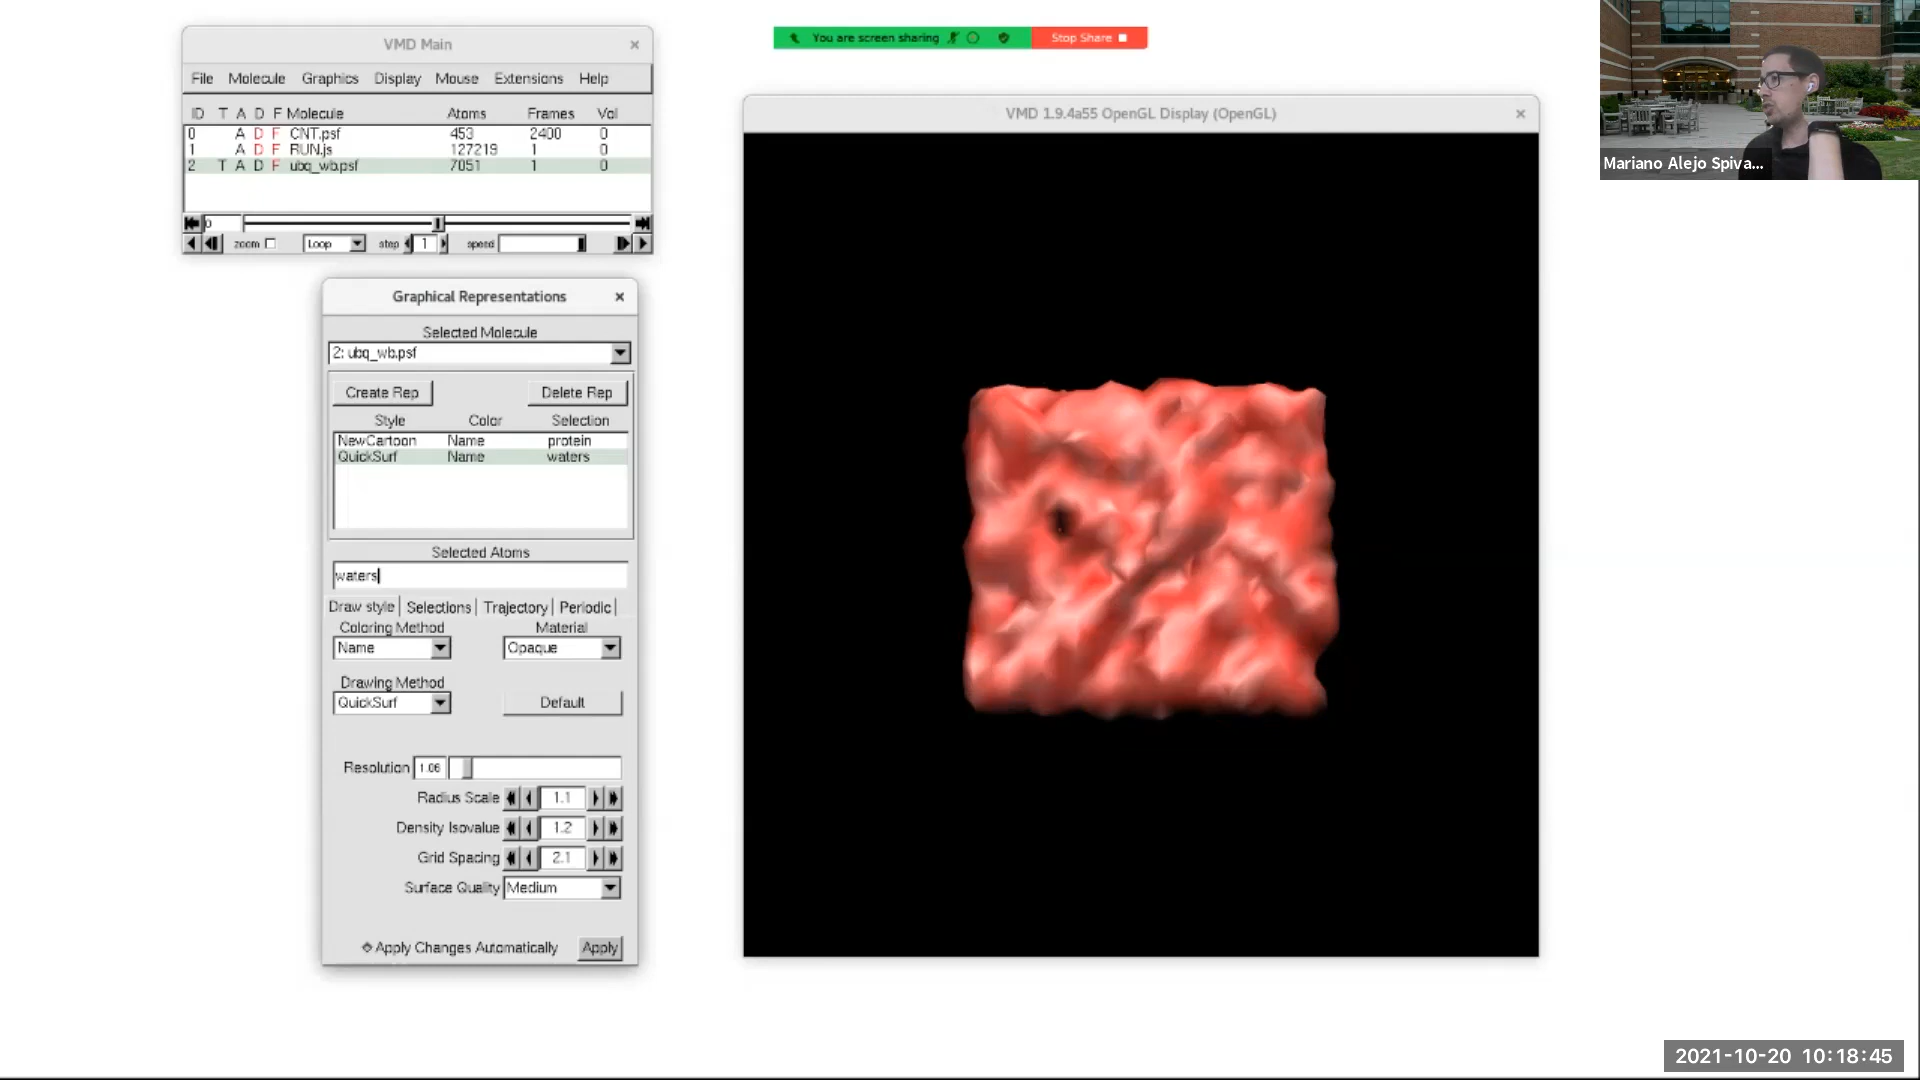 VMD Main
File Molecule Graphics Display Mouse Extensions Help
ID T A D F Molecule Atoms Frames Vol
0 A D F CNT.psf 453 2400 0
1 A D F RUN.js 127219 1 0
2 T A D F ubq_wb.psf 7051 1 0
0
zoom Loop step 1 speed
Graphical Representations
Selected Molecule
2: ubq_wb.psf
Create Rep Delete Rep
Style Color Selection
NewCartoon Name protein
QuickSurf Name waters
Selected Atoms
waters
Draw style Selections Trajectory Periodic
Coloring Method Material
Name Opaque
Drawing Method
QuickSurf Default
Resolution 1.06
Radius Scale 1.1
Density Isovalue 1.2
Grid Spacing 2.1
Surface Quality Medium
Apply Changes Automatically Apply
You are screen sharing Stop Share
VMD 1.9.4a55 OpenGL Display (OpenGL)
Mariano Alejo Spiva...
2021-10-20 10:18:45